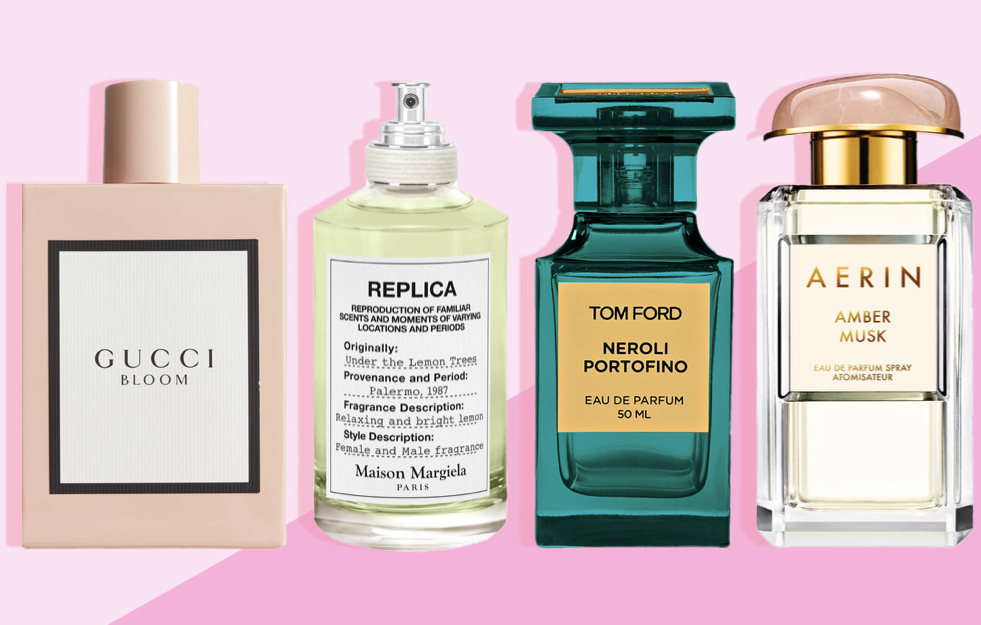 GUCCI
BLOOM
REPLICA
REPRODUCTION OF FAMILIAR
SCENTS AND MOMENTS OF VARYING
LOCATIONS AND PERIODS
Originally:
Under the Lemon Trees
Provenance and Period:
Palermo, 1987
Fragrance Description:
Relaxing and bright lemon
Style Description:
Female and Male fragrance
Maison Margiela
PARIS
TOM FORD
NEROLI
PORTOFINO
EAU DE PARFUM
50 ML
AERIN
AMBER
MUSK
EAU DE PARFUM SPRAY
ATOMISATEUR